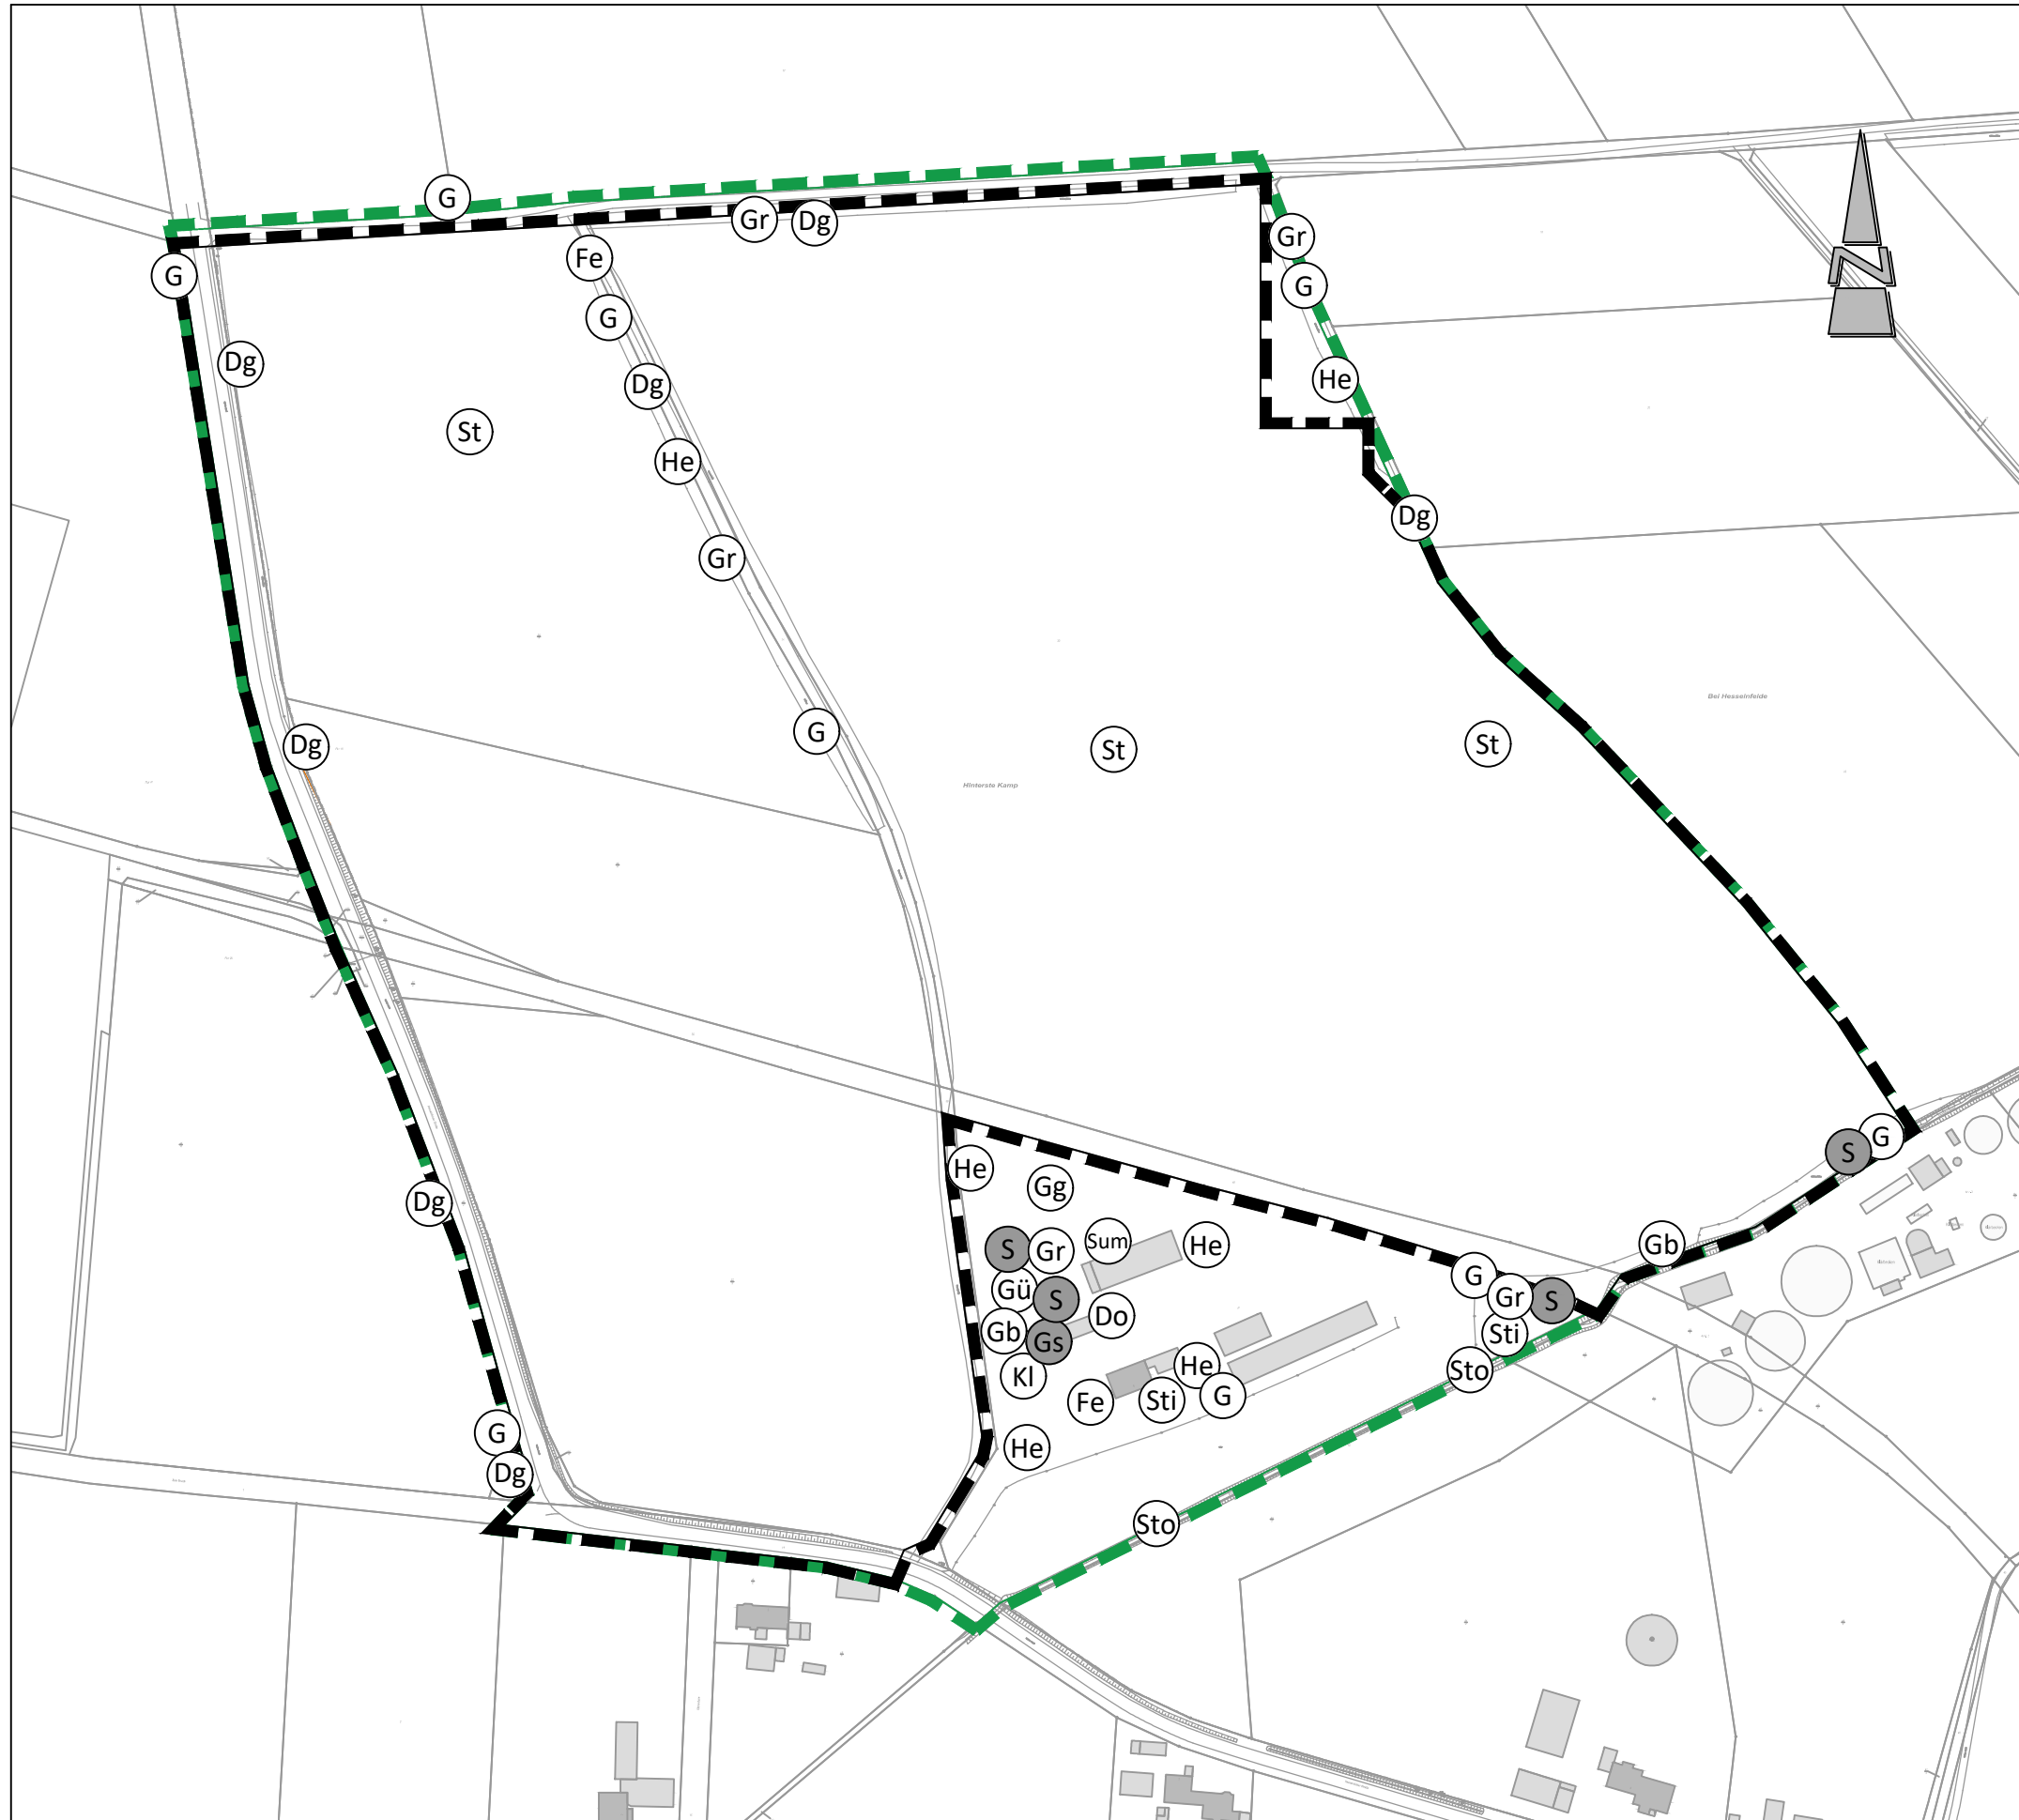 G
Gr
Dg
Gr
N
Fe
G
G
G
Dg
Dg
He
St
He
Dg
Gr
Bei Hesselnfelde
G
St
St
Dg
Hinterste Kamp
G
S
He
Gg
Dg
Sum
He
Gb
S
Gr
G
Gü
S
Gr
S
Do
Gb
Gs
Sti
He
Sto
Kl
Fe
Sti
G
G
He
Dg
Sto